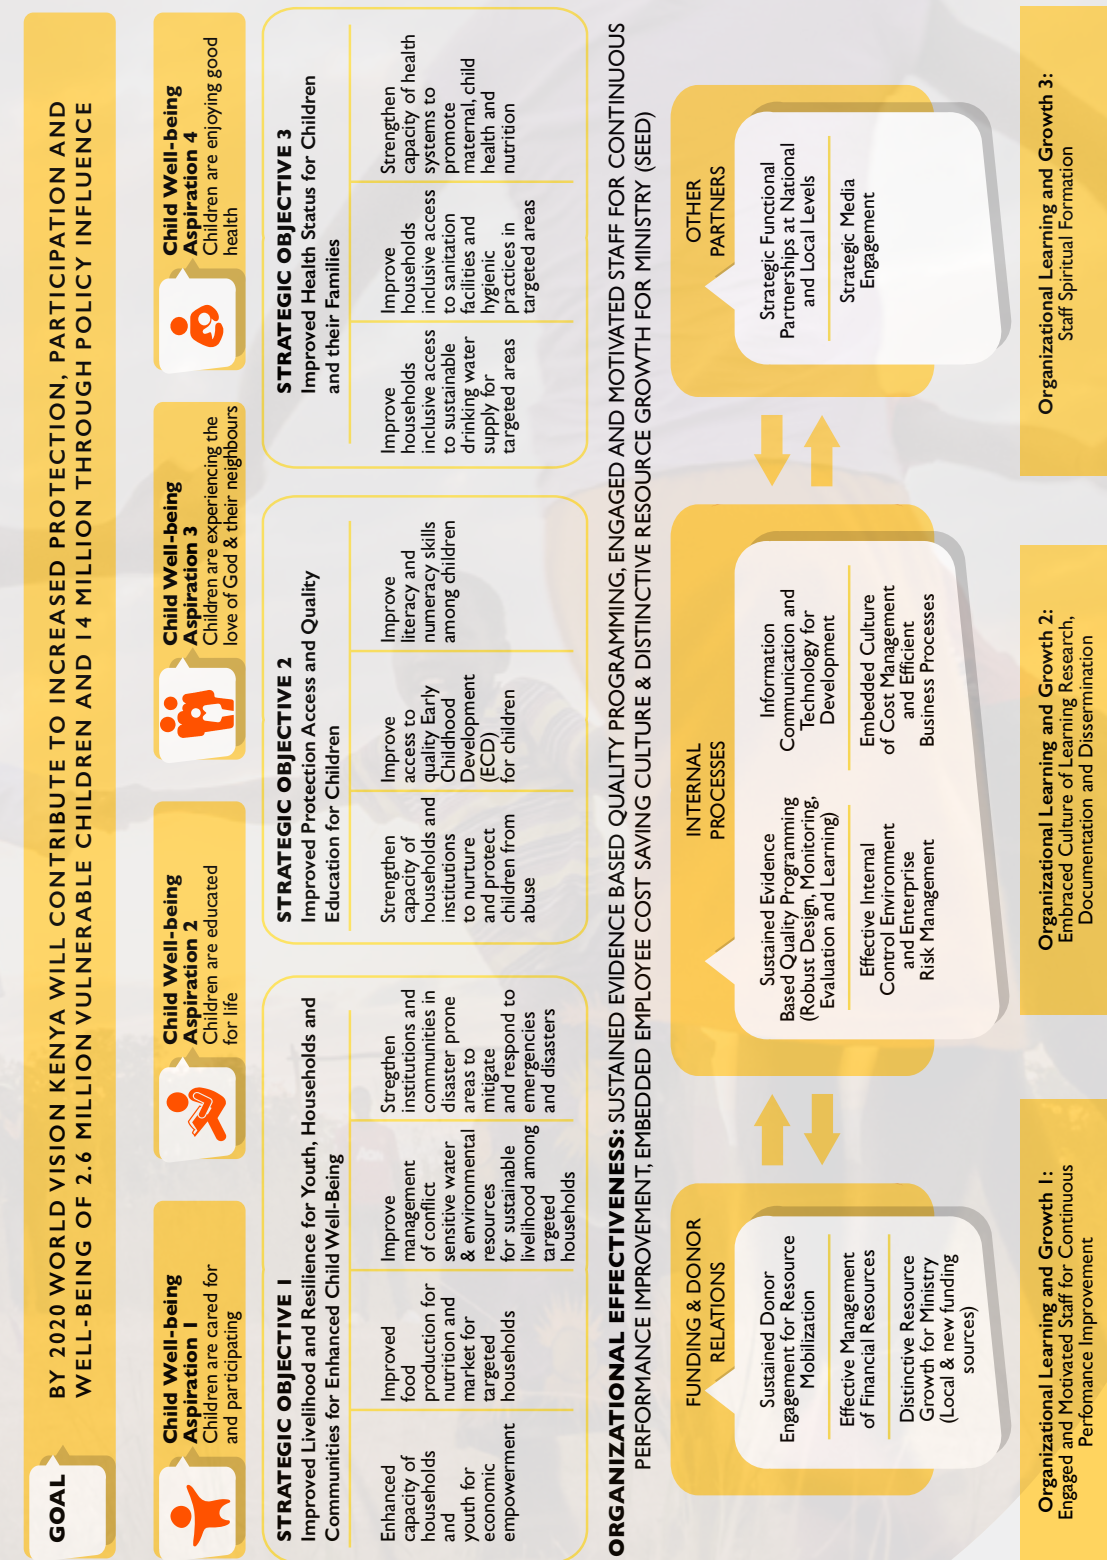 GOAL
BY 2020 WORLD VISION KENYA WILL CONTRIBUTE TO INCREASED PROTECTION, PARTICIPATION AND
WELL-BEING OF 2.6 MILLION VULNERABLE CHILDREN AND 14 MILLION THROUGH POLICY INFLUENCE
Child Well-being
Aspiration 1
Children are cared for
and participating
Child Well-being
Aspiration 2
Children are educated
for life
Child Well-being
Aspiration 3
Children are experiencing the
love of God & their neighbours
Child Well-being
Aspiration 4
Children are enjoying good
health
STRATEGIC OBJECTIVE 1
Improved Livelihood and Resilience for Youth, Households and
Communities for Enhanced Child Well-Being
Enhanced
capacity of
households
and
youth for
economic
empowerment
Improved
food
production for
nutrition and
market for
targeted
households
Improve
management
of conflict
sensitive water
& environmental
resources
for sustainable
livelihood among
targeted
households
Stregthen
institutions and
communities in
disaster prone
areas to
mitigate
and respond to
emergencies
and disasters
STRATEGIC OBJECTIVE 2
Improved Protection Access and Quality
Education for Children
Strengthen
capacity of
households and
institutions
to nurture
and protect
children from
abuse
Improve
access to
quality Early
Childhood
Development
(ECD)
for children
Improve
literacy and
numeracy skills
among children
STRATEGIC OBJECTIVE 3
Improved Health Status for Children
and their Families
Improve
households
inclusive access
to sustainable
drinking water
supply for
targeted areas
Improve
households
inclusive access
to sanitation
facilities and
hygienic
practices in
targeted areas
Strengthen
capacity of health
systems to
promote
maternal, child
health and
nutrition
ORGANIZATIONAL EFFECTIVENESS: SUSTAINED EVIDENCE BASED QUALITY PROGRAMMING, ENGAGED AND MOTIVATED STAFF FOR CONTINUOUS
PERFORMANCE IMPROVEMENT, EMBEDDED EMPLOYEE COST SAVING CULTURE & DISTINCTIVE RESOURCE GROWTH FOR MINISTRY (SEED)
FUNDING & DONOR
RELATIONS
Sustained Donor
Engagement for Resource
Mobilization
Effective Management
of Financial Resources
Distinctive Resource
Growth for Ministry
(Local & new funding
sources)
INTERNAL
PROCESSES
Sustained Evidence
Based Quality Programming
(Robust Design, Monitoring,
Evaluation and Learning)
Effective Internal
Control Environment
and Enterprise
Risk Management
Information
Communication and
Technology for
Development
Embedded Culture
of Cost Management
and Efficient
Business Processes
OTHER
PARTNERS
Strategic Functional
Partnerships at National
and Local Levels
Strategic Media
Engagement
Organizational Learning and Growth 1:
Engaged and Motivated Staff for Continuous
Perfomance Improvement
Organizational Learning and Growth 2:
Embraced Culture of Learning Research,
Documentation and Dissermination
Organizational Learning and Growth 3:
Staff Spiritual Formation